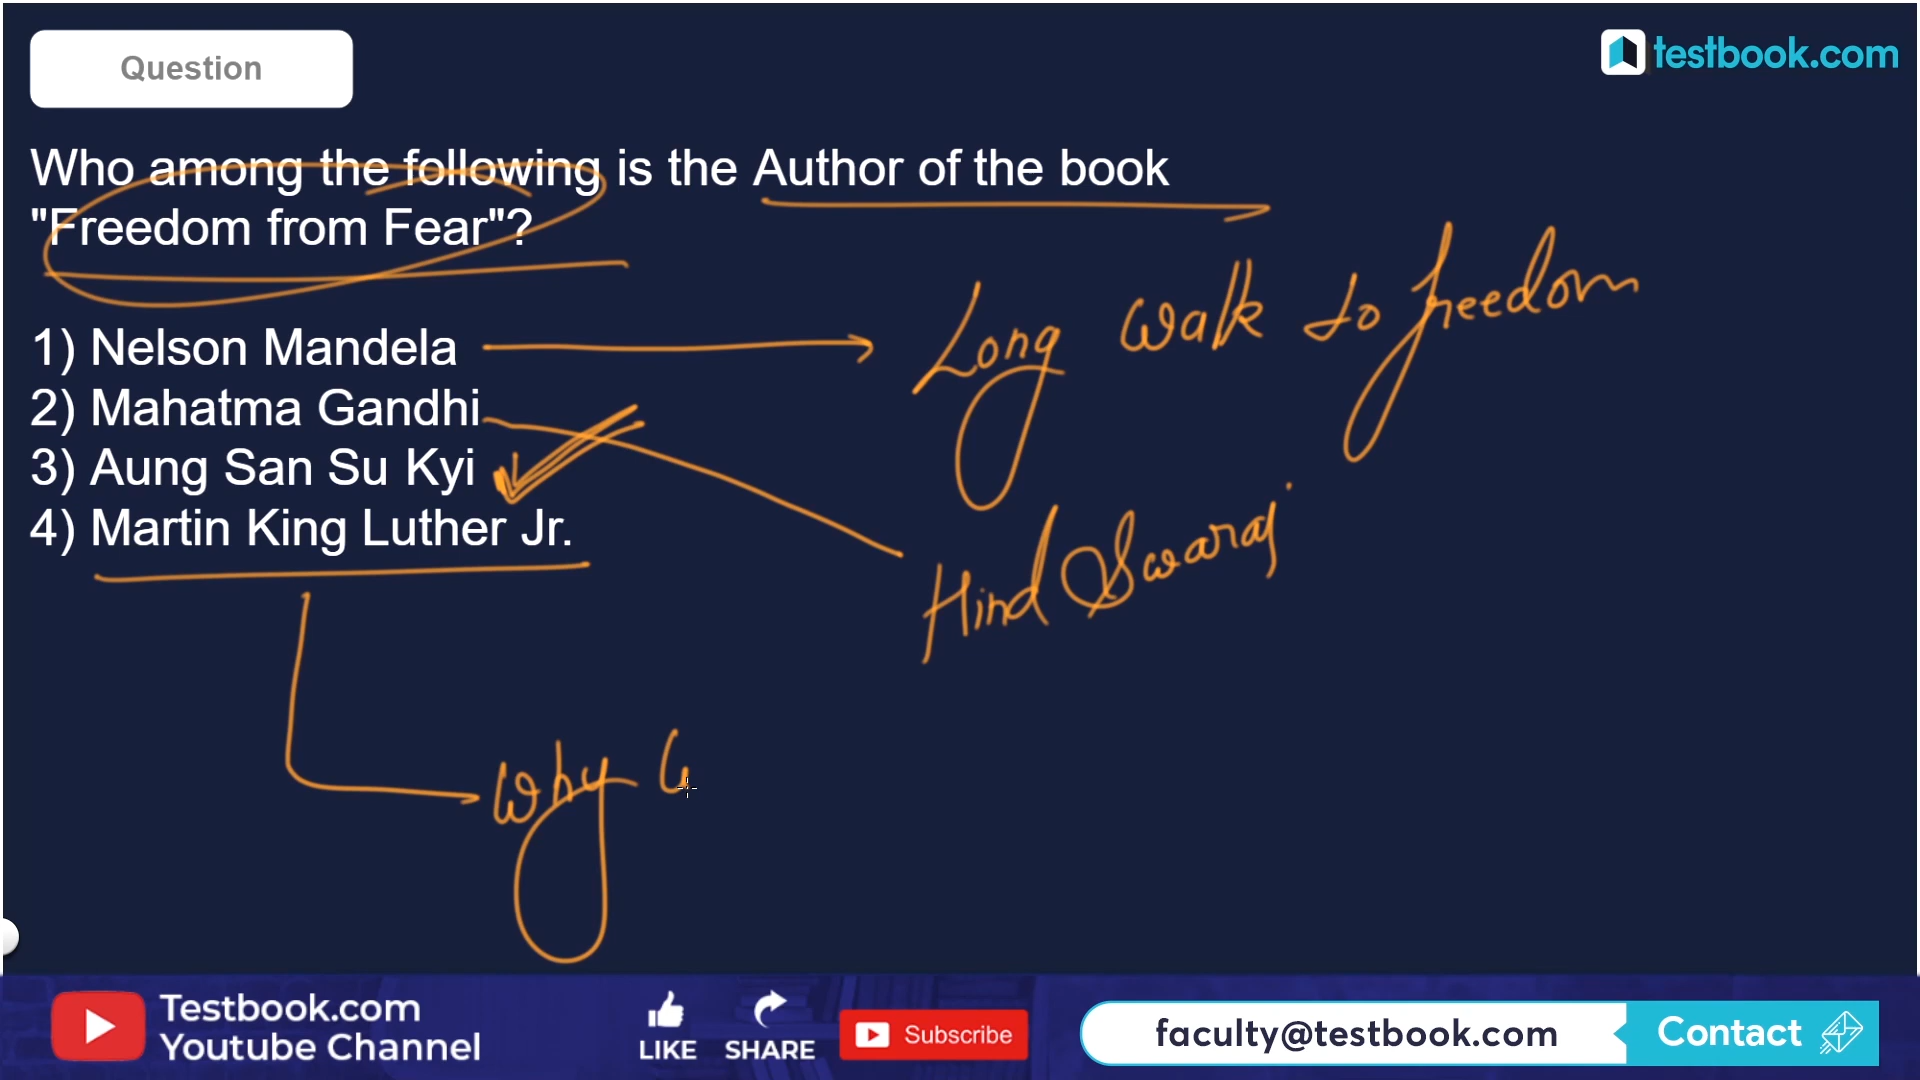 Question
testbook.com
Who among the following is the Author of the book
"Freedom from Fear"?
1) Nelson Mandela
Long Walk to freedom
2) Mahatma Gandhi
3) Aung San Su Kyi
4) Martin King Luther Jr.
Hind Swaraj
Why
Testbook.com
Youtube Channel
LIKE
SHARE
Subscribe
faculty@testbook.com
Contact